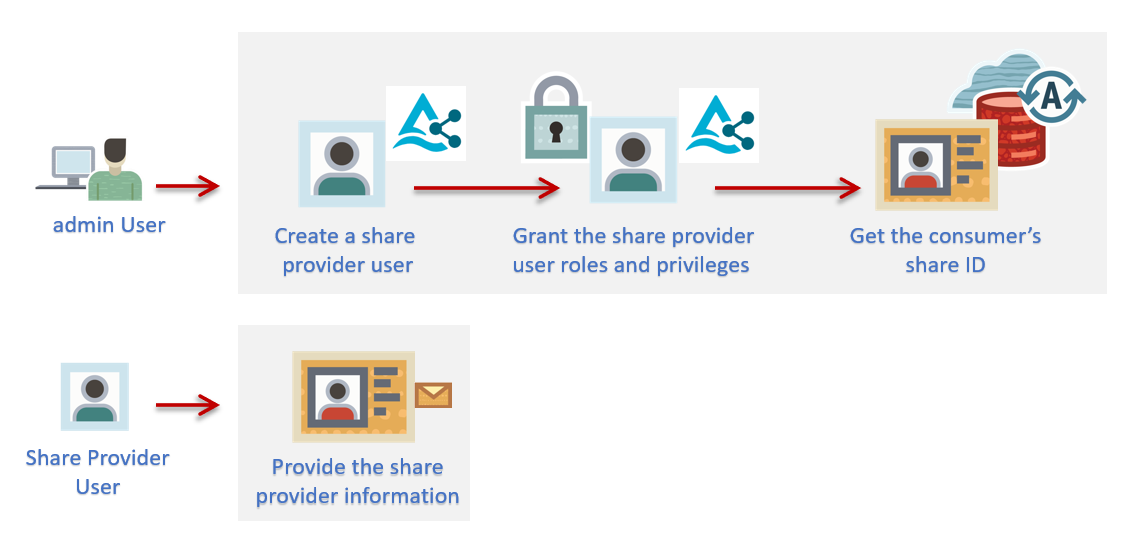 A
admin User
Create a share
provider user
Grant the share provider
user roles and privileges
Get the consumer's
share ID
Share Provider
User
Provide the share
provider information